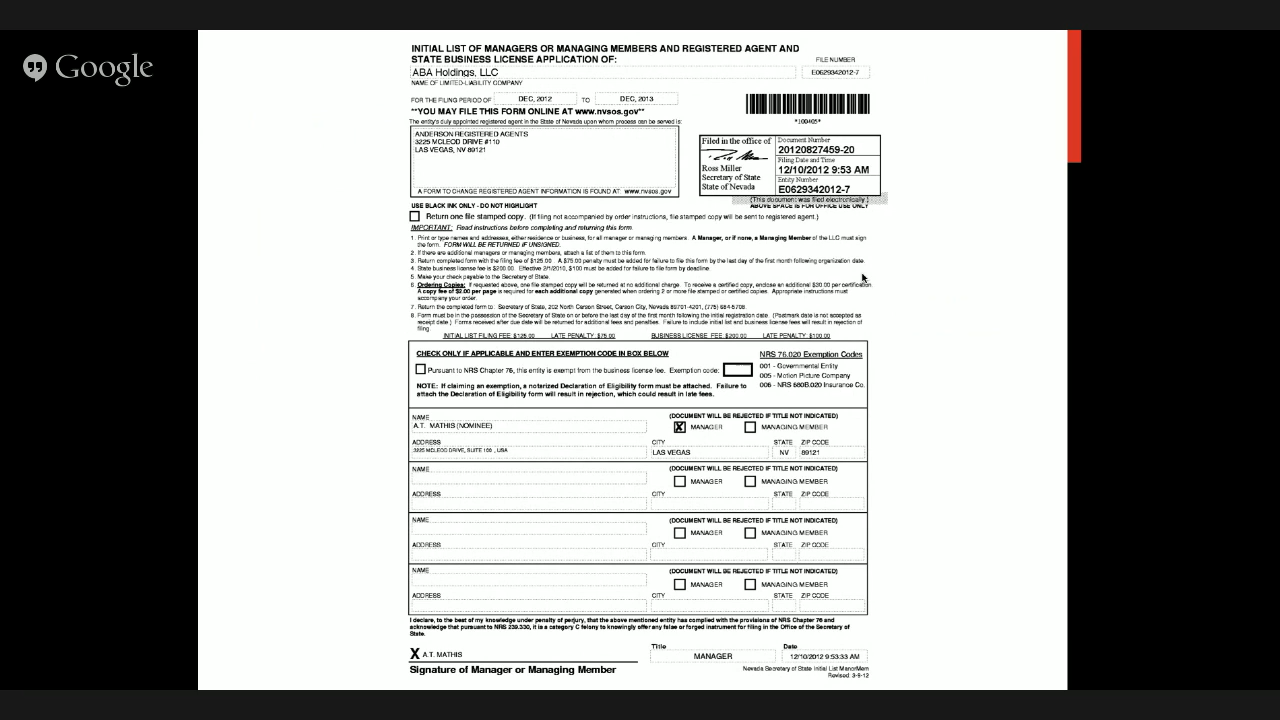 Google
INITIAL LIST OF MANAGERS OR MANAGING MEMBERS AND REGISTERED AGENT AND
STATE BUSINESS LICENSE APPLICATION OF:
FILE NUMBER
ABA Holdings, LLC
E0629342012-7
NAME OF LIMITED-LIABILITY COMPANY
FOR THE FILING PERIOD OF DEC, 2012 TO DEC, 2013
**YOU MAY FILE THIS FORM ONLINE AT www.nvsos.gov**
*100405*
The entity's duly appointed registered agent in the State of Nevada upon whom process can be served is:
ANDERSON REGISTERED AGENTS
3225 MCLEOD DRIVE #110
LAS VEGAS, NV 89121
A FORM TO CHANGE REGISTERED AGENT INFORMATION IS FOUND AT: www.nvsos.gov
Filed in the office of
Ross Miller
Secretary of State
State of Nevada
Document Number
20120827459-20
Filing Date and Time
12/10/2012 9:53 AM
Entity Number
E0629342012-7
(This document was filed electronically.)
USE BLACK INK ONLY - DO NOT HIGHLIGHT
ABOVE SPACE IS FOR OFFICE USE ONLY
Return one file stamped copy. (If filing not accompanied by order instructions, file stamped copy will be sent to registered agent.)
IMPORTANT: Read instructions before completing and returning this form.
1. Print or type names and addresses, either residence or business, for all manager or managing members. A Manager, or if none, a Managing Member of the LLC must sign
the form. FORM WILL BE RETURNED IF UNSIGNED.
2. If there are additional managers or managing members, attach a list of them to this form.
3. Return completed form with the filing fee of $125.00. A $75.00 penalty must be added for failure to file this form by the last day of the first month following organization date.
4. State business license fee is $200.00. Effective 2/1/2010, $100 must be added for failure to file form by deadline.
5. Make your check payable to the Secretary of State.
6. Ordering Copies: If requested above, one file stamped copy will be returned at no additional charge. To receive a certified copy, enclose an additional $30.00 per certification.
A copy fee of $2.00 per page is required for each additional copy generated when ordering 2 or more file stamped or certified copies. Appropriate instructions must
accompany your order.
7. Return the completed form to: Secretary of State, 202 North Carson Street, Carson City, Nevada 89701-4201, (775) 684-5708.
8. Form must be in the possession of the Secretary of State on or before the last day of the first month following the initial registration date. (Postmark date is not accepted as
receipt date.) Forms received after due date will be returned for additional fees and penalties. Failure to include initial list and business license fees will result in rejection of
filing.
INITIAL LIST FILING FEE: $125.00 LATE PENALTY: $75.00 BUSINESS LICENSE FEE: $200.00 LATE PENALTY: $100.00
CHECK ONLY IF APPLICABLE AND ENTER EXEMPTION CODE IN BOX BELOW
Pursuant to NRS Chapter 76, this entity is exempt from the business license fee. Exemption code:
NOTE: If claiming an exemption, a notarized Declaration of Eligibility form must be attached. Failure to
attach the Declaration of Eligibility form will result in rejection, which could result in late fees.
NRS 76.020 Exemption Codes
001 - Governmental Entity
005 - Motion Picture Company
006 - NRS 680B.020 Insurance Co.
NAME (DOCUMENT WILL BE REJECTED IF TITLE NOT INDICATED)
A.T. MATHIS (NOMINEE) X MANAGER MANAGING MEMBER
ADDRESS CITY STATE ZIP CODE
3225 MCLEOD DRIVE, SUITE 100 , USA LAS VEGAS NV 89121
NAME (DOCUMENT WILL BE REJECTED IF TITLE NOT INDICATED)
MANAGER MANAGING MEMBER
ADDRESS CITY STATE ZIP CODE
NAME (DOCUMENT WILL BE REJECTED IF TITLE NOT INDICATED)
MANAGER MANAGING MEMBER
ADDRESS CITY STATE ZIP CODE
NAME (DOCUMENT WILL BE REJECTED IF TITLE NOT INDICATED)
MANAGER MANAGING MEMBER
ADDRESS CITY STATE ZIP CODE
I declare, to the best of my knowledge under penalty of perjury, that the above mentioned entity has complied with the provisions of NRS Chapter 76 and
acknowledge that pursuant to NRS 239.330, it is a category C felony to knowingly offer any false or forged instrument for filing in the Office of the Secretary of
State.
X A.T. MATHIS
Title
MANAGER
Date
12/10/2012 9:53:33 AM
Signature of Manager or Managing Member
Nevada Secretary of State Initial List ManorMem
Revised: 3-9-12